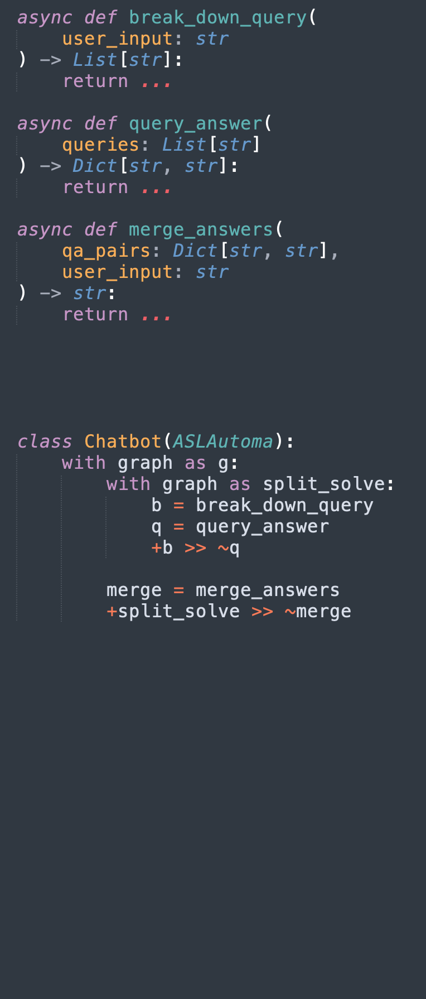 async def break_down_query(
    user_input: str
) -> List[str]:
    return ...

async def query_answer(
    queries: List[str]
) -> Dict[str, str]:
    return ...

async def merge_answers(
    qa_pairs: Dict[str, str],
    user_input: str
) -> str:
    return ...

class Chatbot(ASLAutoma):
    with graph as g:
        with graph as split_solve:
            b = break_down_query
            q = query_answer
            +b >> ~q

        merge = merge_answers
        +split_solve >> ~merge